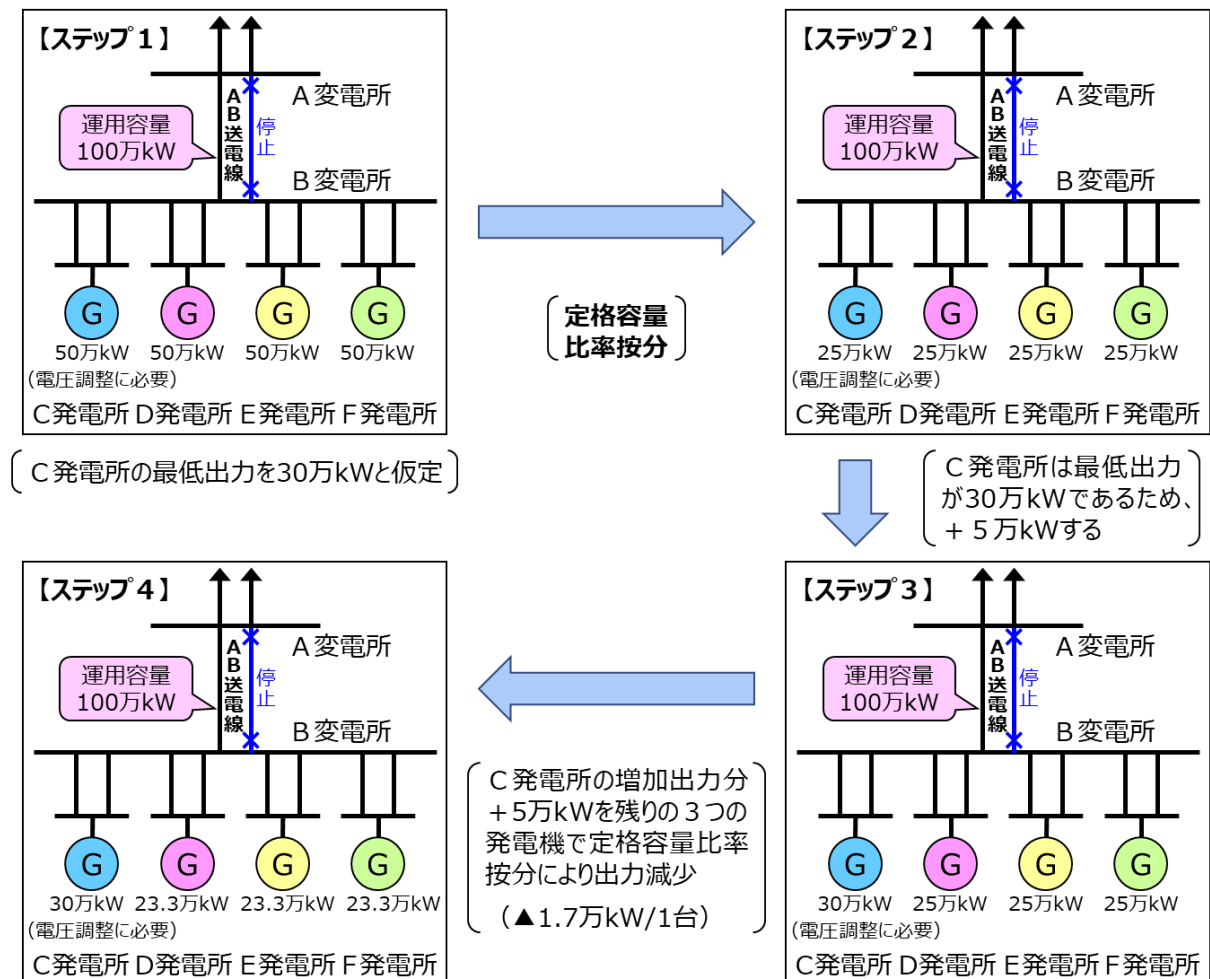 【ステップ１】
A変電所
AB送電線
停止
運用容量
100万kW
B変電所
G G G G
50万kW 50万kW 50万kW 50万kW
(電圧調整に必要)
C発電所 D発電所 E発電所 F発電所
〔C発電所の最低出力を30万kWと仮定〕
定格容量
比率按分
【ステップ２】
A変電所
AB送電線
停止
運用容量
100万kW
B変電所
G G G G
25万kW 25万kW 25万kW 25万kW
(電圧調整に必要)
C発電所 D発電所 E発電所 F発電所
C発電所は最低出力
が30万kWであるため、
＋５万kWする
【ステップ３】
A変電所
AB送電線
停止
運用容量
100万kW
B変電所
G G G G
30万kW 25万kW 25万kW 25万kW
(電圧調整に必要)
C発電所 D発電所 E発電所 F発電所
C発電所の増加出力分
＋5万kWを残りの３つの
発電機で定格容量比率
按分により出力減少
（▲1.7万kW/1台）
【ステップ４】
A変電所
AB送電線
停止
運用容量
100万kW
B変電所
G G G G
30万kW 23.3万kW 23.3万kW 23.3万kW
(電圧調整に必要)
C発電所 D発電所 E発電所 F発電所